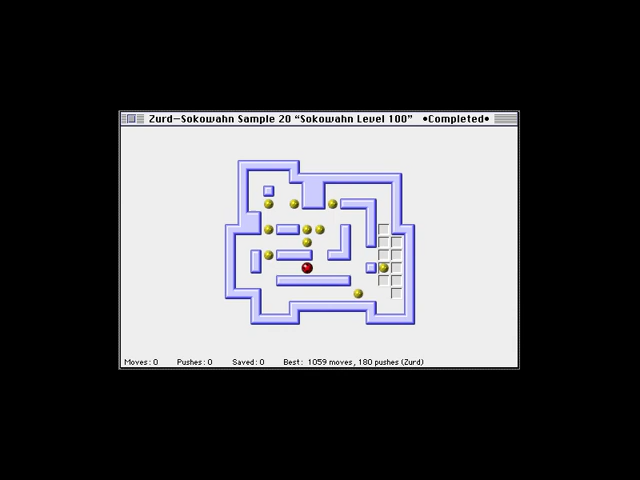 Zurd–Sokowahn Sample 20 “Sokowahn Level 100” •Completed•
Moves: 0 Pushes: 0 Saved: 0 Best: 1059 moves, 180 pushes (Zurd)